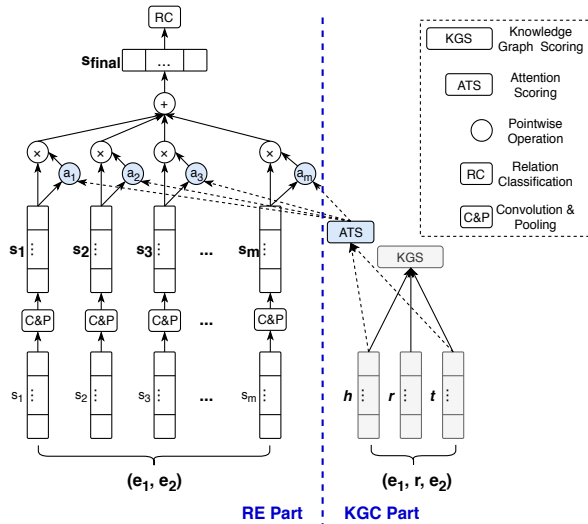 RC
s_final
...
+
× × × ×
a_1 a_2 a_3 a_m
s_1 s_2 s_3 ... s_m
C&P C&P C&P ... C&P
s_1 s_2 s_3 ... s_m
(e_1, e_2)
RE Part
ATS
KGS
h r t
(e_1, r, e_2)
KGC Part
KGS Knowledge
Graph Scoring
ATS Attention
Scoring
Pointwise
Operation
RC Relation
Classification
C&P Convolution &
Pooling